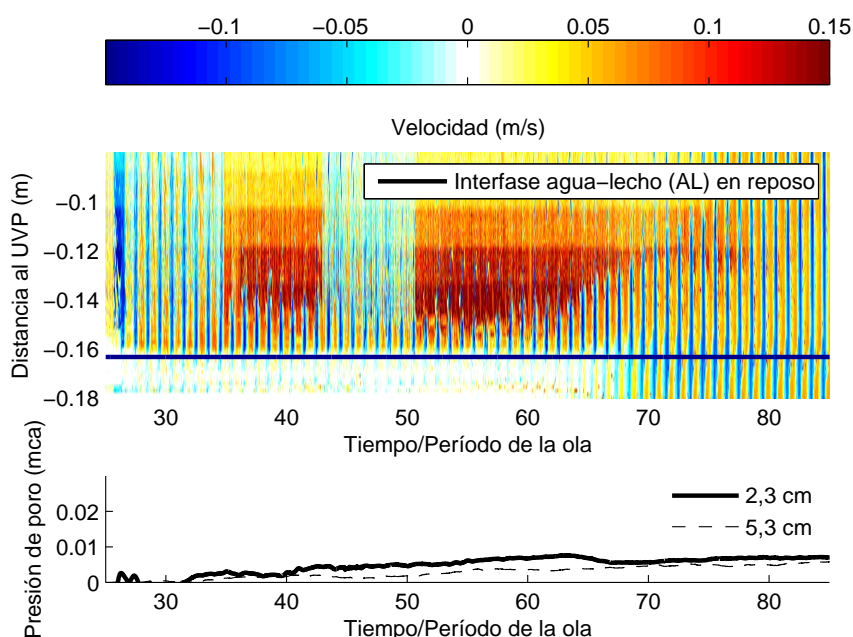 −0.1 −0.05 0 0.05 0.1 0.15
Velocidad (m/s)
Distancia al UVP (m)
−0.1
−0.12
−0.14
−0.16
−0.18
Interfase agua−lecho (AL) en reposo
30 40 50 60 70 80
Tiempo/Período de la ola
Presión de poro (mca)
0.02
0.01
0
2,3 cm
5,3 cm
30 40 50 60 70 80
Tiempo/Período de la ola